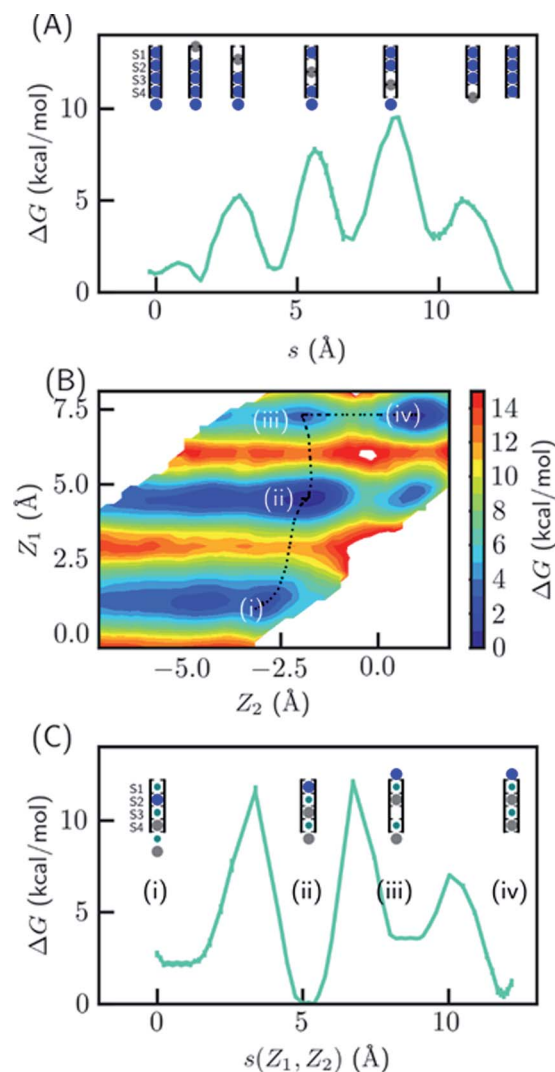 (A)
S1
S2
S3
S4
10
5
0
ΔG (kcal/mol)
0 5 10
s (Å)
(B)
7.5
5.0
2.5
0.0
Z₁ (Å)
(iii) (iv)
(ii)
(i)
−5.0 −2.5 0.0
Z₂ (Å)
14
12
10
8
6
4
2
0
ΔG (kcal/mol)
(C)
S1
S2
S3
S4
10
5
0
ΔG (kcal/mol)
(i) (ii) (iii) (iv)
0 5 10
s(Z₁, Z₂) (Å)